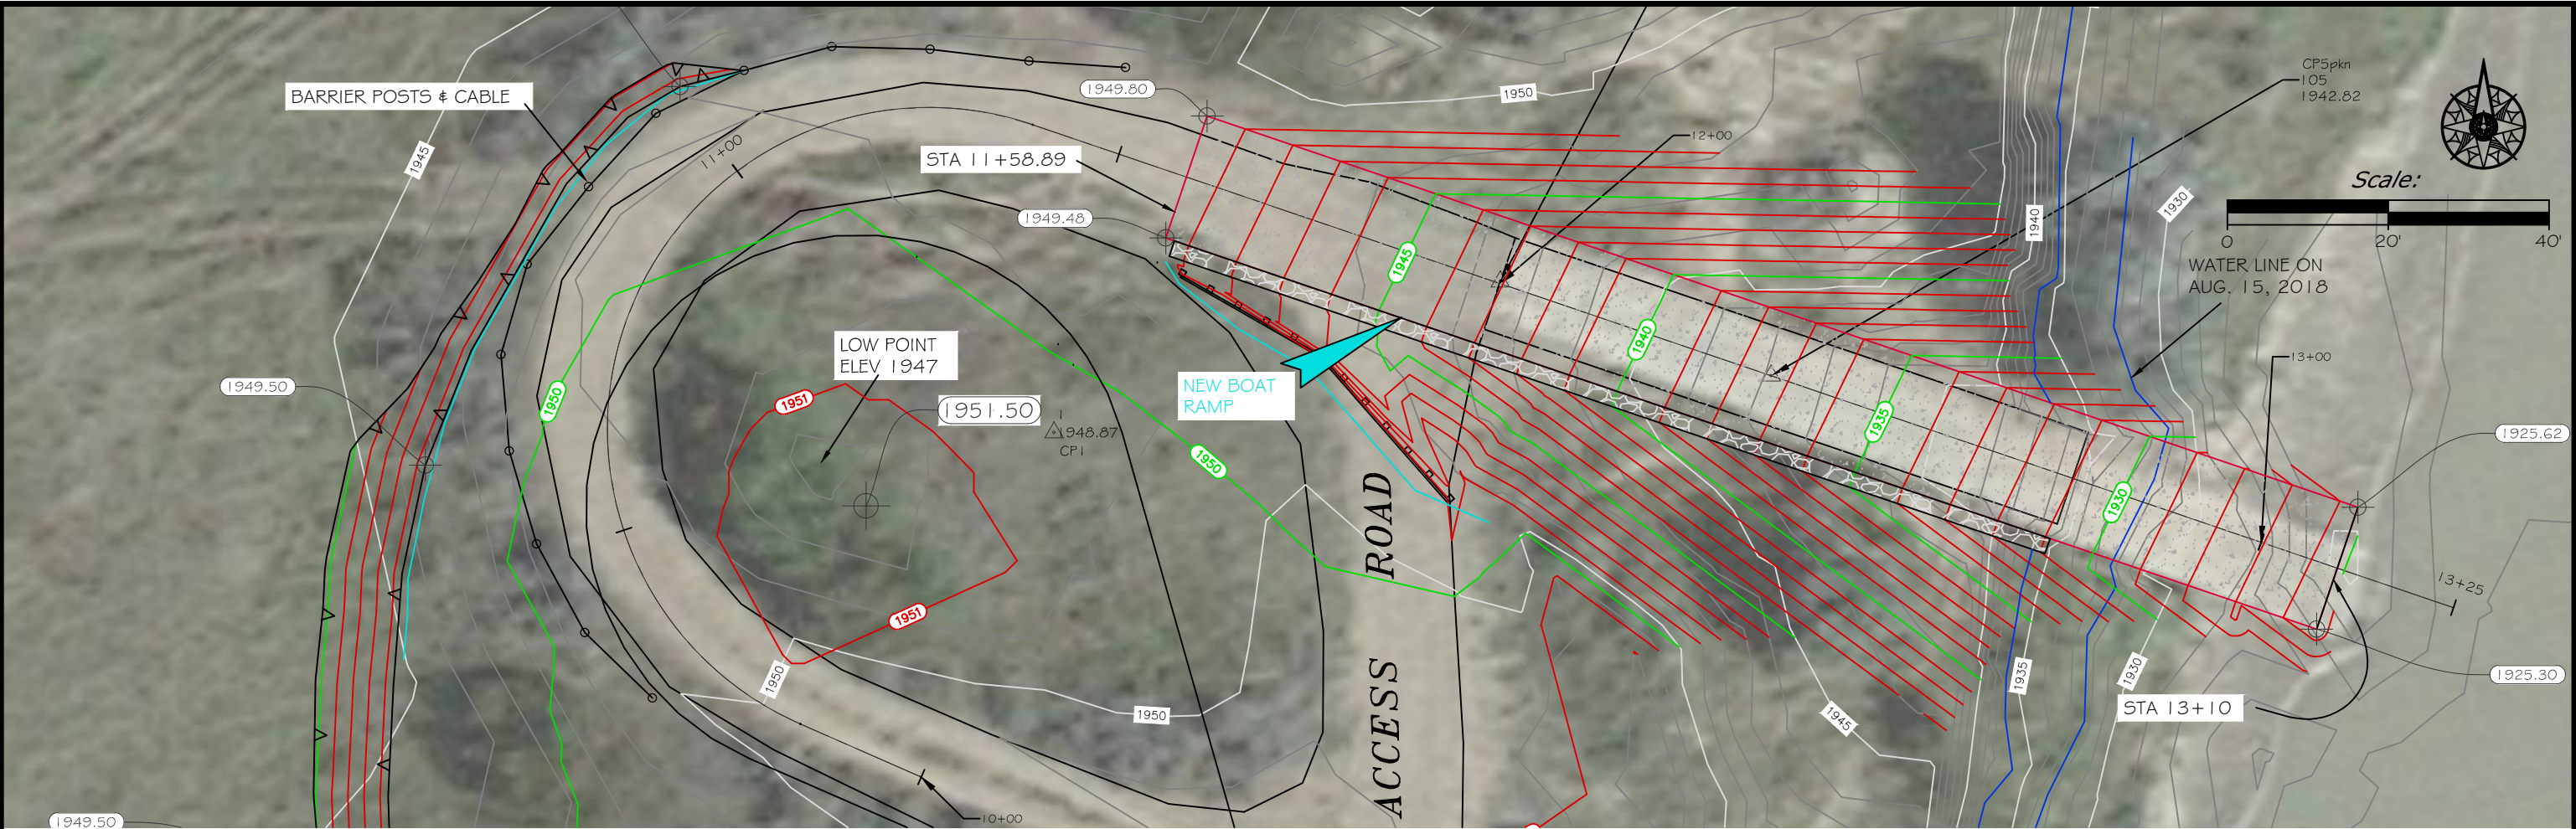 BARRIER POSTS & CABLE
1949.80
1950
CP5pkn
105
1942.82
12+00
Scale:
0 20' 40'
1945
11+00
STA 11+58.89
1949.48
1940
1930
WATER LINE ON
AUG. 15, 2018
1945
1940
LOW POINT
ELEV 1947
13+00
1949.50
1950
1951
1951.50
NEW BOAT
RAMP
1948.87
CP1
1935
1925.62
1950
1930
ACCESS ROAD
13+25
1951
1950
1935
1930
1925.30
STA 13+10
1950
1945
10+00
1949.50